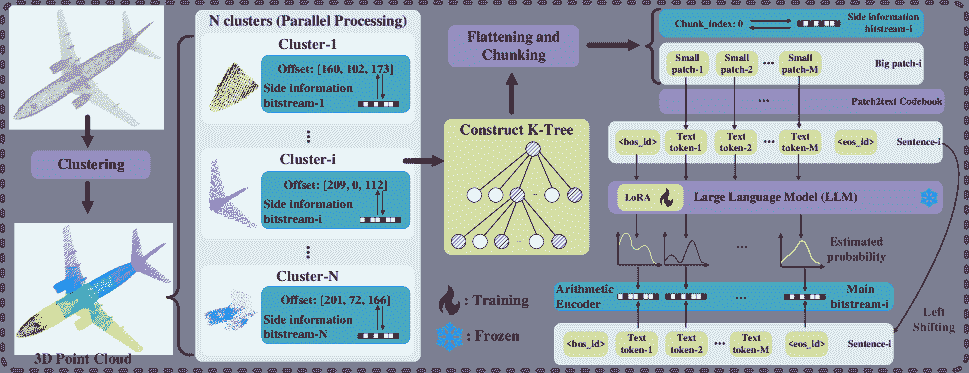 Clustering
3D Point Cloud
N clusters (Parallel Processing)
Cluster-1
Offset: [160, 102, 173]
Side information
bitstream-1
Cluster-i
Offset: [209, 0, 112]
Side information
bitstream-i
Cluster-N
Offset: [201, 72, 166]
Side information
bitstream-N
Flattening and
Chunking
Construct K-Tree
: Training
: Frozen
Chunk_index: 0
Side information
bitstream-i
Small
patch-1
Small
patch-2
...
Small
patch-M
Big patch-i
...
Patch2text Codebook
<bos_id>
Text
token-1
Text
token-2
...
Text
token-M
<eos_id>
Sentence-i
LoRA
Large Language Model (LLM)
...
Estimated
probability
Arithmetic
Encoder
...
Main
bitstream-i
Left
Shifting
<bos_id>
Text
token-1
Text
token-2
...
Text
token-M
<eos_id>
Sentence-i